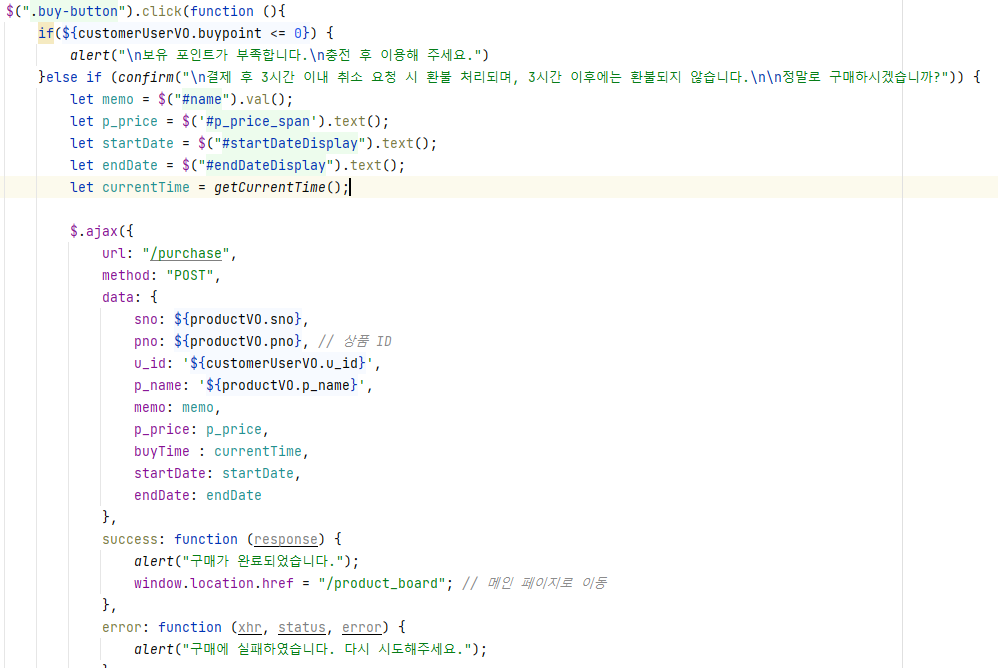 $(".buy-button").click(function (){
    if(${customerUserVO.buypoint <= 0}) {
        alert("\n보유 포인트가 부족합니다.\n충전 후 이용해 주세요.")
    }else if (confirm("\n결제 후 3시간 이내 취소 요청 시 환불 처리되며, 3시간 이후에는 환불되지 않습니다.\n\n정말로 구매하시겠습니까?")) {
        let memo = $("#name").val();
        let p_price = $('#p_price_span').text();
        let startDate = $("#startDateDisplay").text();
        let endDate = $("#endDateDisplay").text();
        let currentTime = getCurrentTime();
        $.ajax({
            url: "/purchase",
            method: "POST",
            data: {
                sno: ${productVO.sno},
                pno: ${productVO.pno}, // 상품 ID
                u_id: '${customerUserVO.u_id}',
                p_name: '${productVO.p_name}',
                memo: memo,
                p_price: p_price,
                buyTime : currentTime,
                startDate: startDate,
                endDate: endDate
            },
            success: function (response) {
                alert("구매가 완료되었습니다.");
                window.location.href = "/product_board"; // 메인 페이지로 이동
            },
            error: function (xhr, status, error) {
                alert("구매에 실패하였습니다. 다시 시도해주세요.");